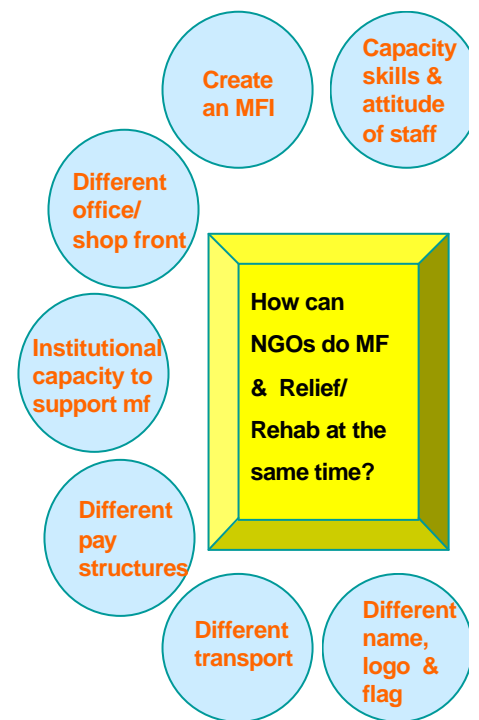 Create
an MFI
Capacity
skills &
attitude
of staff
Different
office/
shop front
How can
NGOs do MF
& Relief/
Rehab at the
same time?
Institutional
capacity to
support mf
Different
pay
structures
Different
transport
Different
name,
logo &
flag